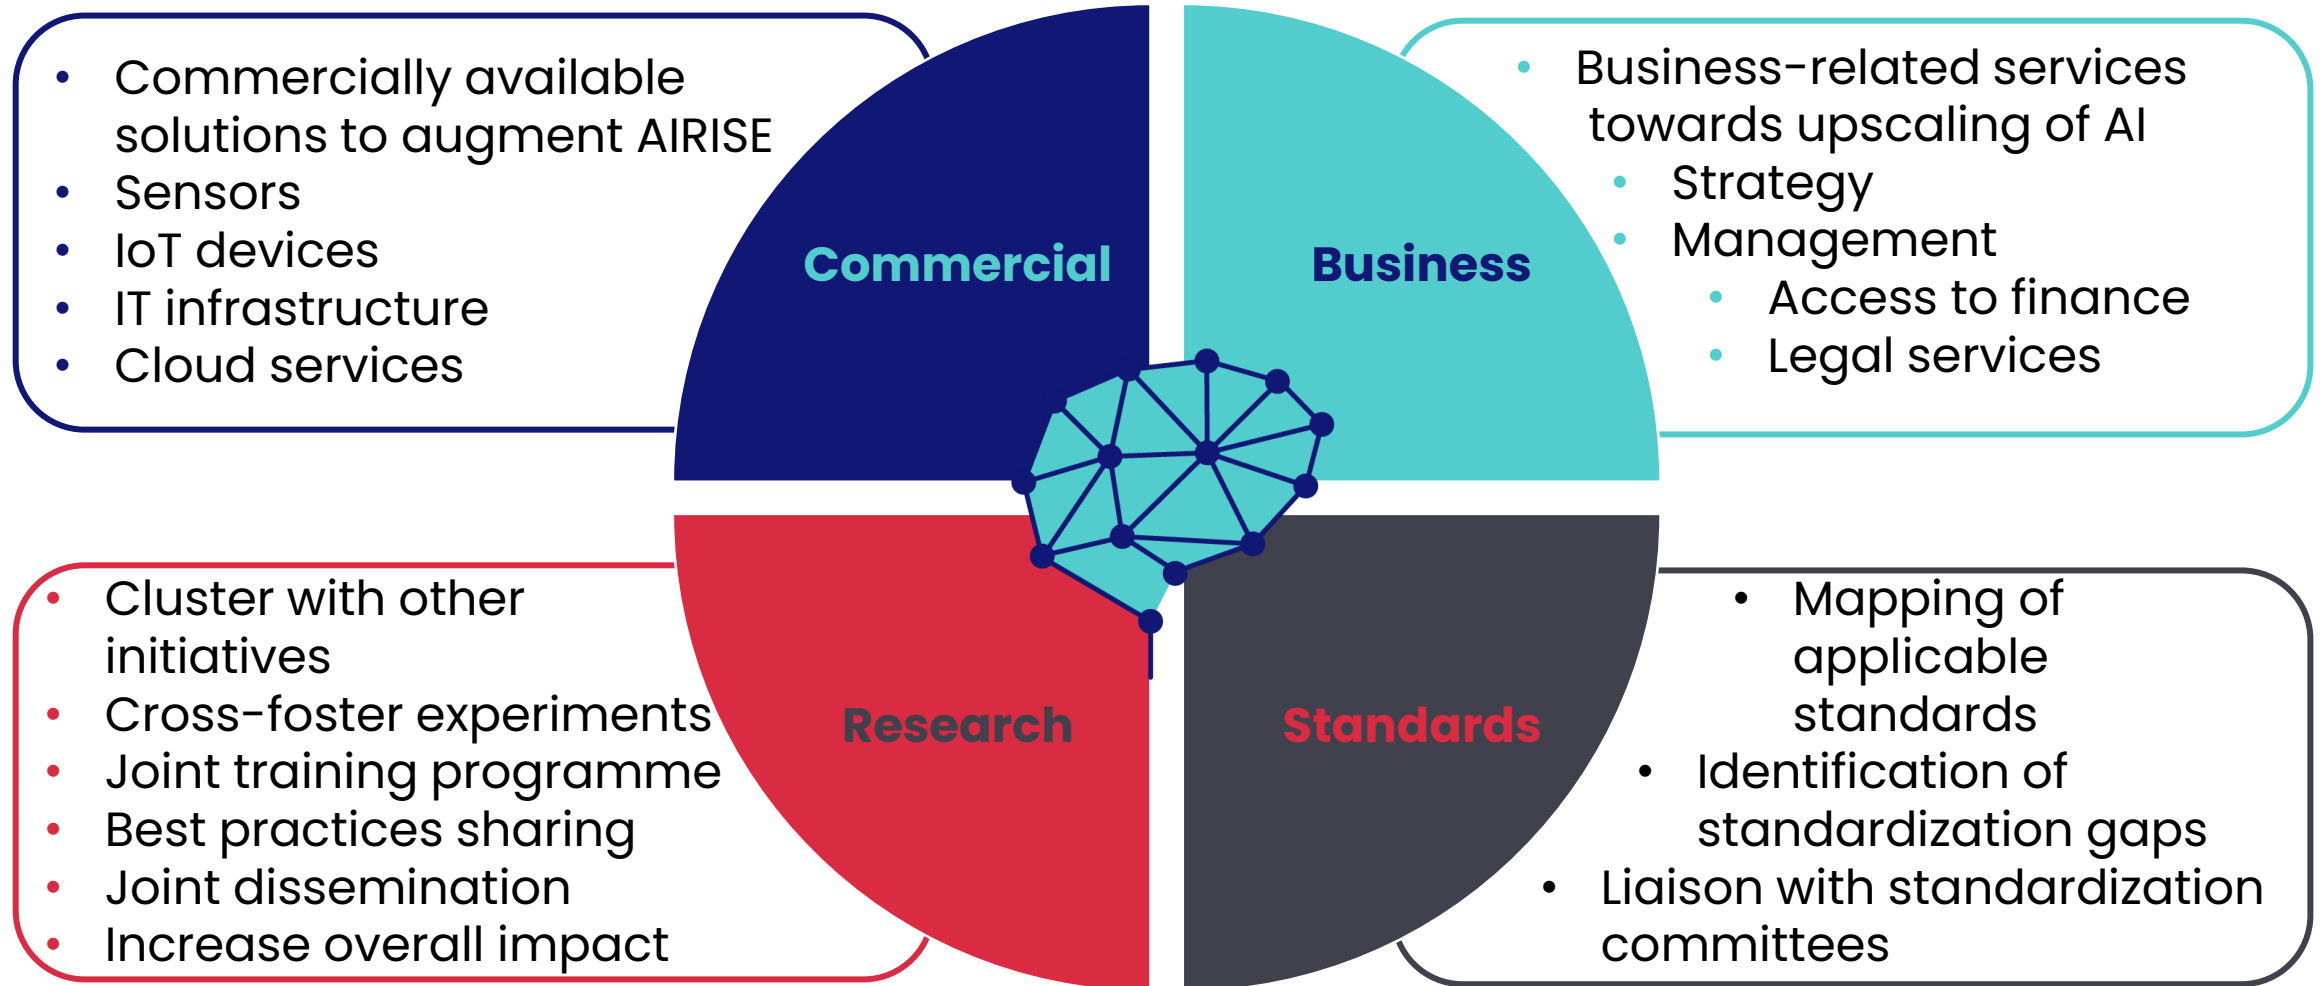 • Commercially available
solutions to augment AIRISE
• Sensors
• IoT devices
• IT infrastructure
• Cloud services
Commercial
Business
• Business-related services
towards upscaling of AI
• Strategy
• Management
• Access to finance
• Legal services
• Cluster with other
initiatives
• Cross-foster experiments
• Joint training programme
• Best practices sharing
• Joint dissemination
• Increase overall impact
Research
Standards
• Mapping of
applicable
standards
• Identification of
standardization gaps
• Liaison with standardization
committees